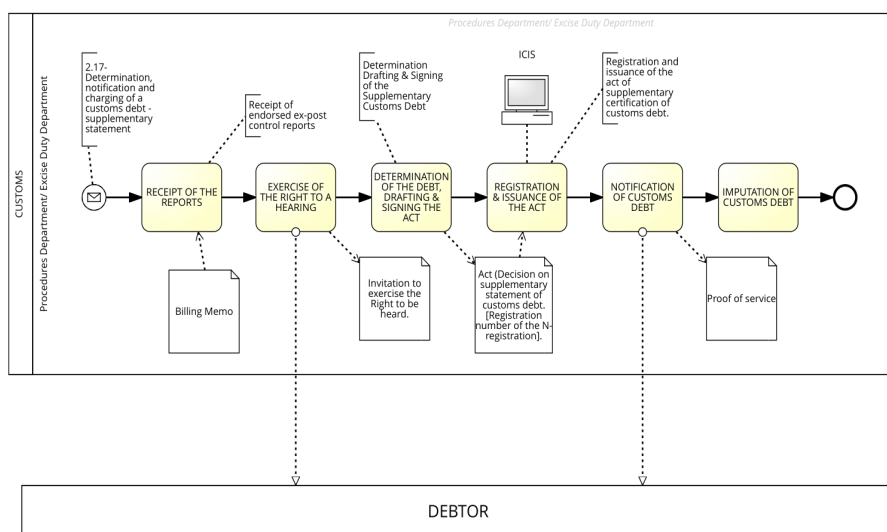 Procedures Department/ Excise Duty Department
CUSTOMS
Procedures Department/ Excise Duty Department
2.17-
Determination,
notification and
charging of a
customs debt -
supplementary
statement
Receipt of
endorsed ex-post
control reports
Determination
Drafting & Signing
of the
Supplementary
Customs Debt
ICIS
Registration and
issuance of the
act of
supplementary
certification of
customs debt.
RECEIPT OF THE
REPORTS
EXERCISE OF
THE RIGHT TO A
HEARING
DETERMINATION
OF THE DEBT,
DRAFTING &
SIGNING THE
ACT
REGISTRATION
& ISSUANCE OF
THE ACT
NOTIFICATION
OF CUSTOMS
DEBT
IMPUTATION OF
CUSTOMS DEBT
Billing Memo
Invitation to
exercise the
Right to be
heard.
Act (Decision on
supplementary
statement of
customs debt.
[Registration
number of the N-
registration].
Proof of service
DEBTOR